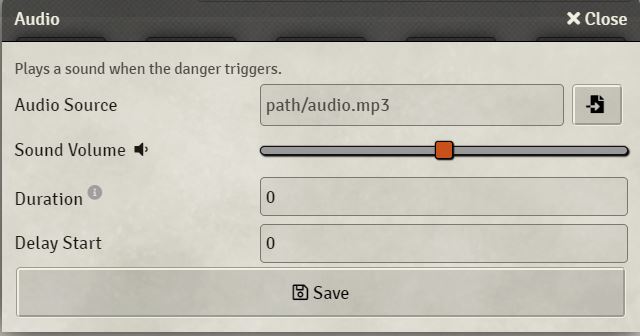 Audio
Close
Plays a sound when the danger triggers.
Audio Source
path/audio.mp3
Sound Volume
Duration
0
Delay Start
0
Save